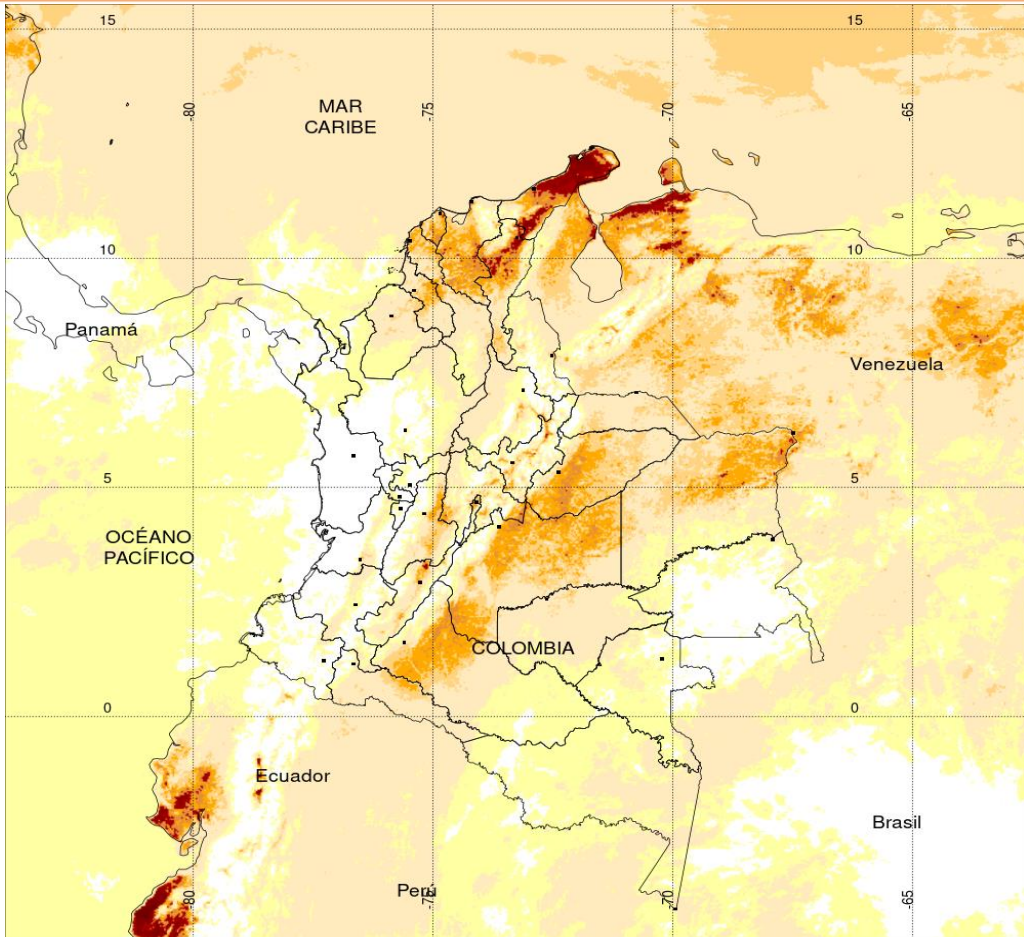 15
15
-80
-75
-70
-65
MAR
CARIBE
10
10
Panamá
Venezuela
5
5
OCÉANO
PACÍFICO
COLOMBIA
0
0
Ecuador
Brasil
Perú
-80
-75
-70
-65